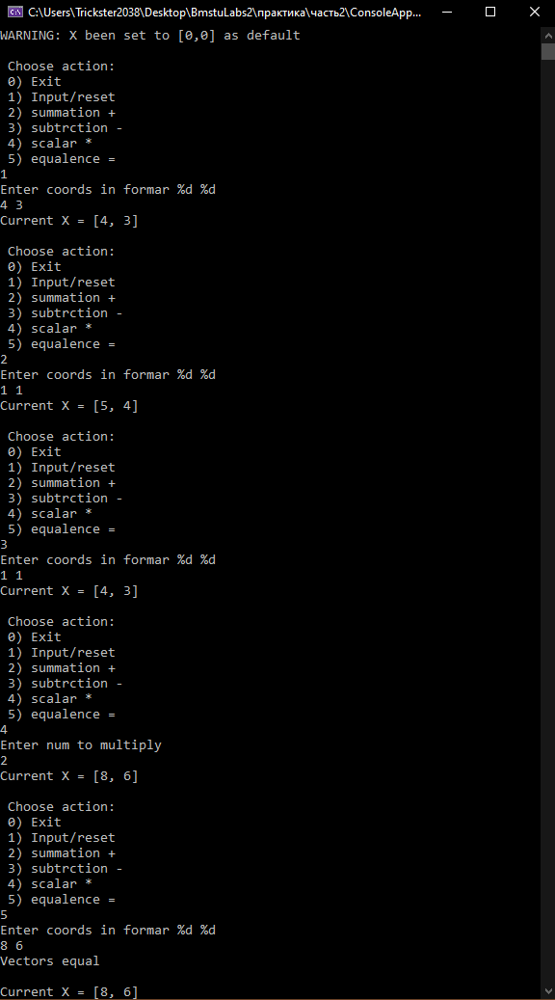 C:\Users\Trickster2038\Desktop\BmstuLabs2\практика\часть2\ConsoleApp...
WARNING: X been set to [0,0] as default
Choose action:
0) Exit
1) Input/reset
2) summation +
3) subtrction -
4) scalar *
5) equalence =
1
Enter coords in formar %d %d
4 3
Current X = [4, 3]
Choose action:
0) Exit
1) Input/reset
2) summation +
3) subtrction -
4) scalar *
5) equalence =
2
Enter coords in formar %d %d
1 1
Current X = [5, 4]
Choose action:
0) Exit
1) Input/reset
2) summation +
3) subtrction -
4) scalar *
5) equalence =
3
Enter coords in formar %d %d
1 1
Current X = [4, 3]
Choose action:
0) Exit
1) Input/reset
2) summation +
3) subtrction -
4) scalar *
5) equalence =
4
Enter num to multiply
2
Current X = [8, 6]
Choose action:
0) Exit
1) Input/reset
2) summation +
3) subtrction -
4) scalar *
5) equalence =
5
Enter coords in formar %d %d
8 6
Vectors equal
Current X = [8, 6]